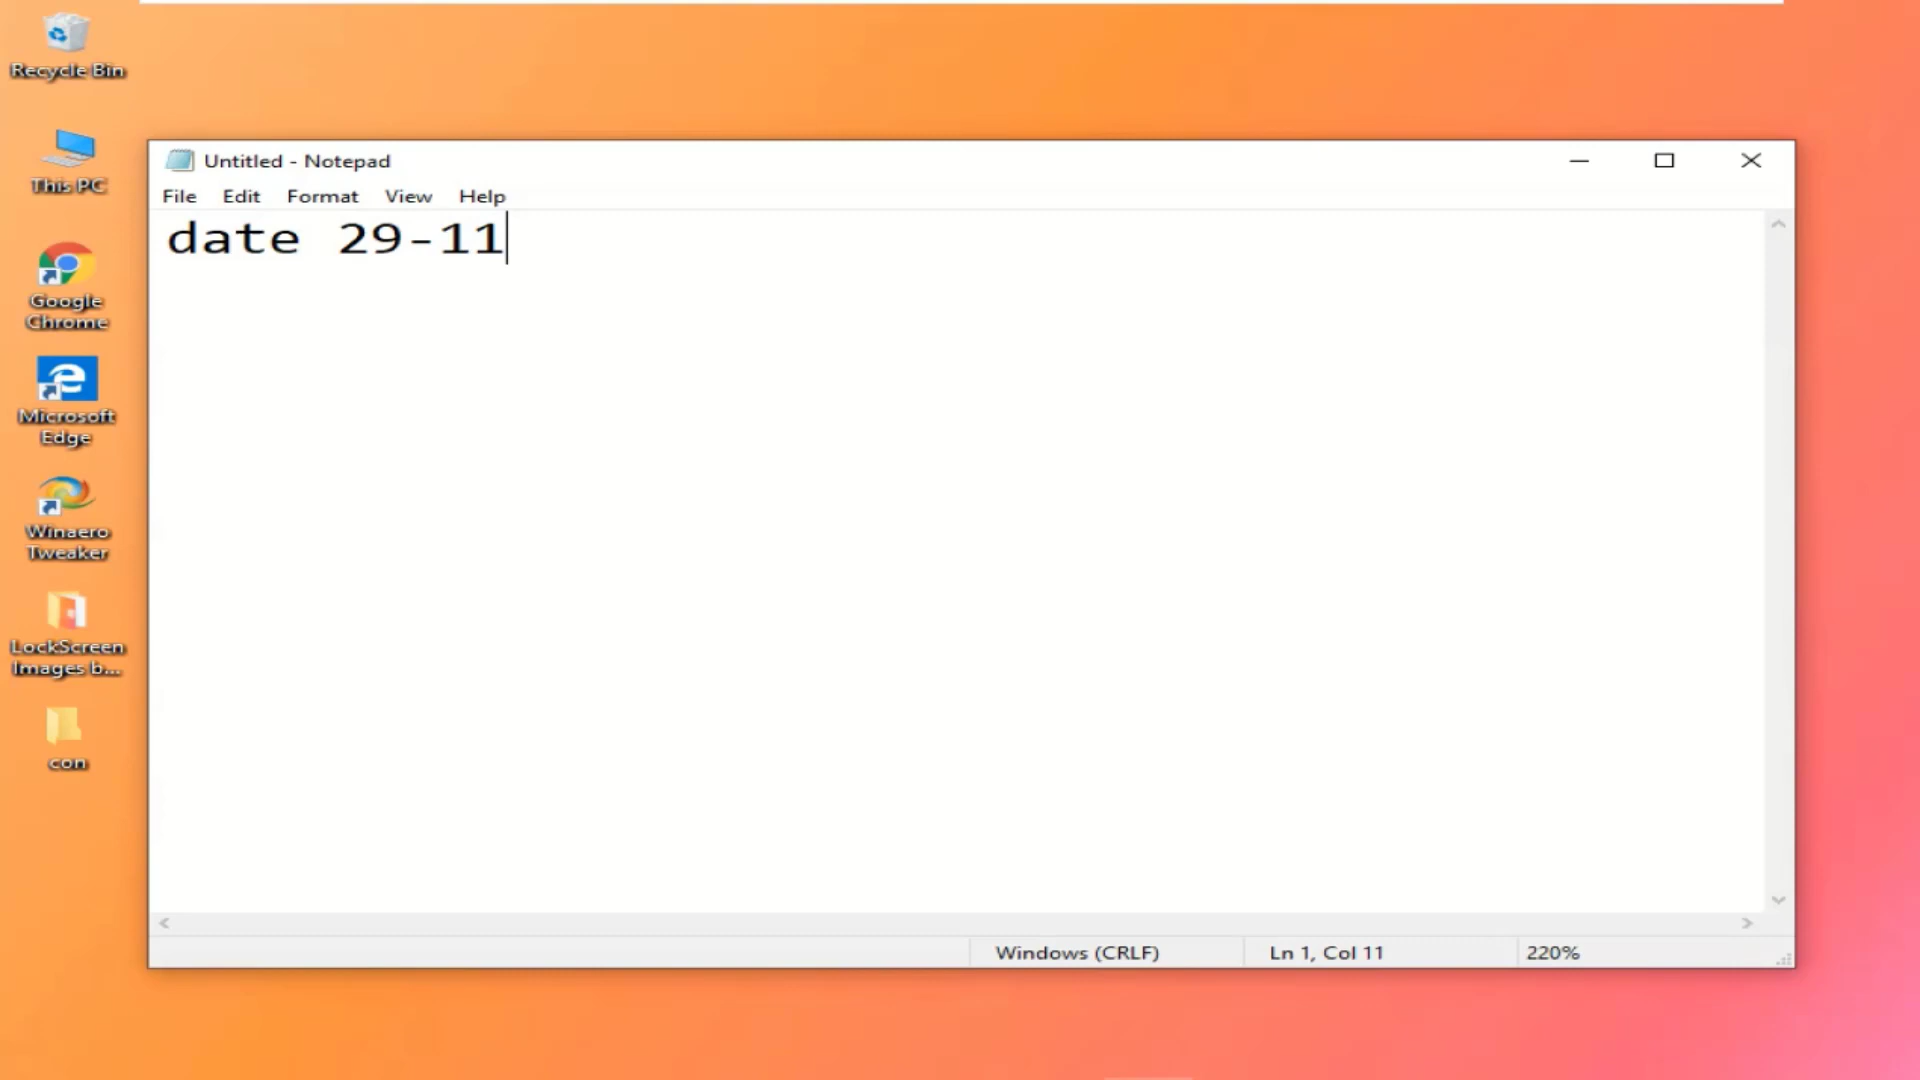 Recycle Bin
This PC
Google
Chrome
Microsoft
Edge
Winaero
Tweaker
LockScreen
Images b...
con
Untitled - Notepad
File Edit Format View Help
date 29-11
Windows (CRLF) Ln 1, Col 11 220%